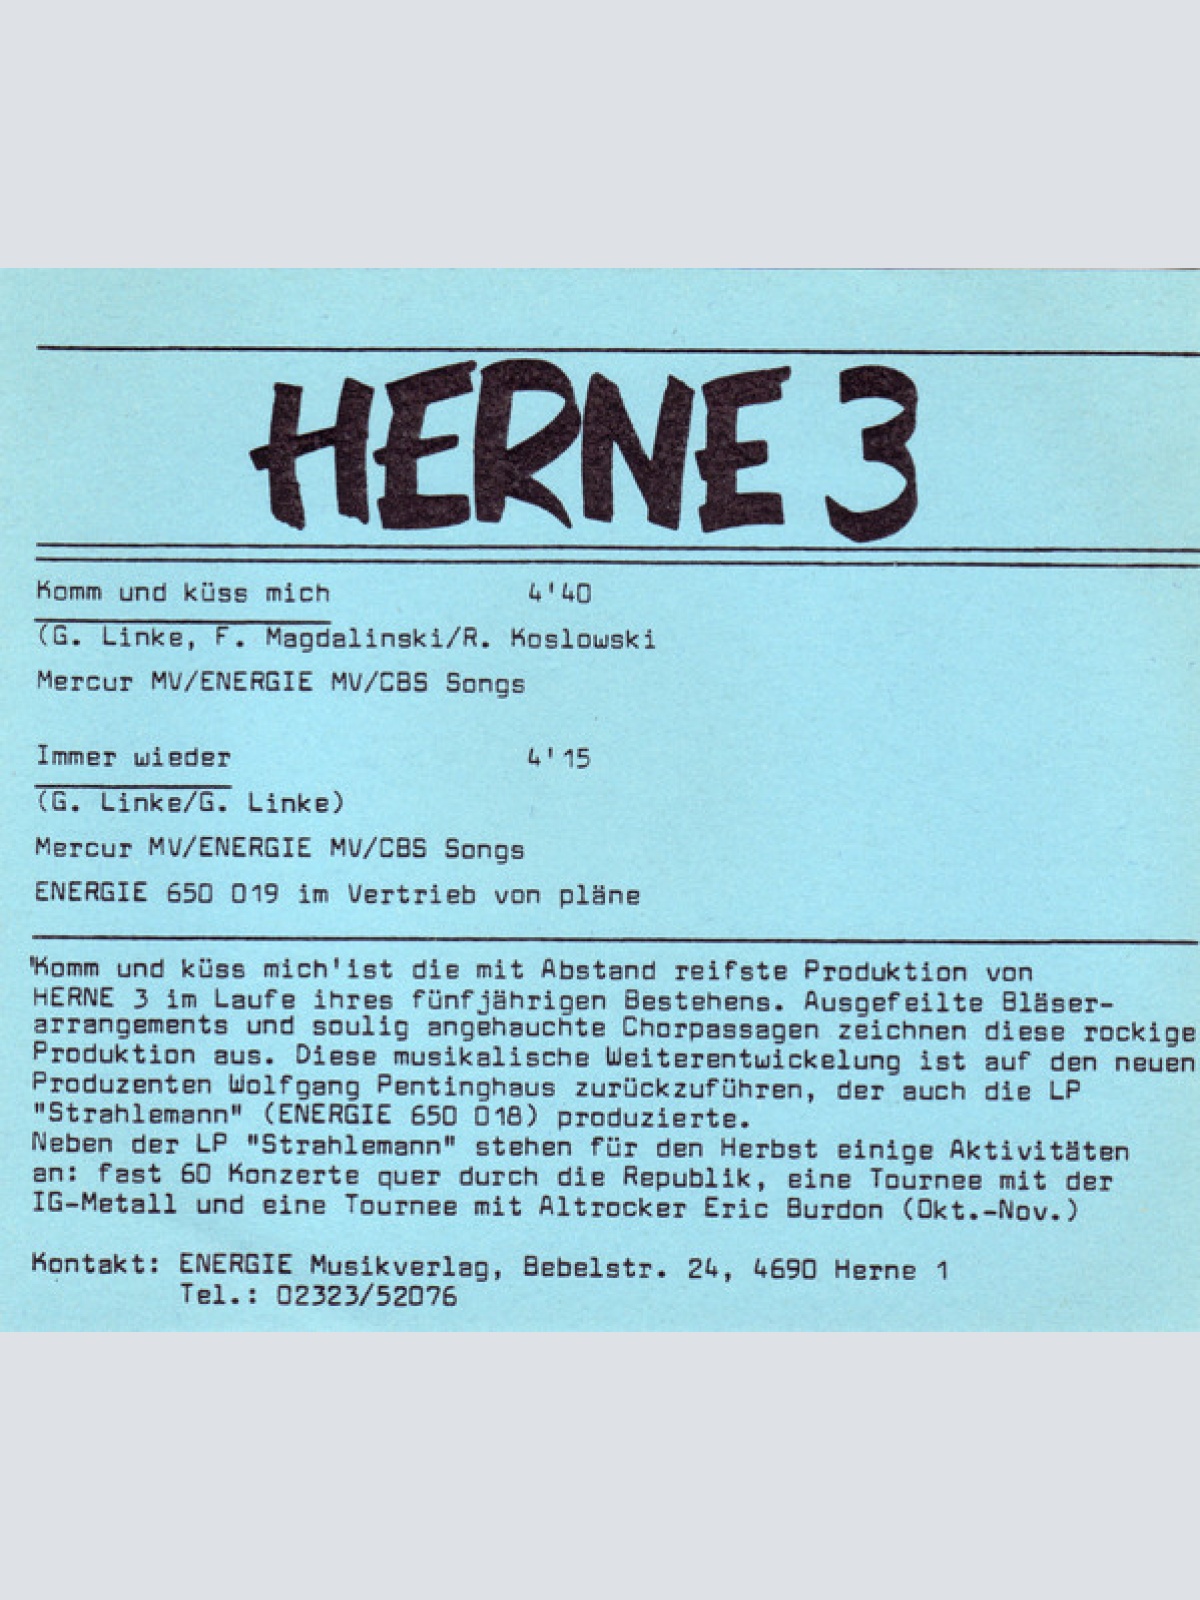 HERNE 3
Komm und küss mich 4'40
(G. Linke, F. Magdalinski/R. Koslowski
Mercur MV/ENERGIE MV/CBS Songs
Immer wieder 4'15
(G. Linke/G. Linke)
Mercur MV/ENERGIE MV/CBS Songs
ENERGIE 650 019 im Vertrieb von pläne
'Komm und küss mich'ist die mit Abstand reifste Produktion von
HERNE 3 im Laufe ihres fünfjährigen Bestehens. Ausgefeilte Bläser-
arrangements und soulig angehauchte Chorpassagen zeichnen diese rockige
Produktion aus. Diese musikalische Weiterentwickelung ist auf den neuen
Produzenten Wolfgang Pentinghaus zurückzuführen, der auch die LP
"Strahlemann" (ENERGIE 650 018) produzierte.
Neben der LP "Strahlemann" stehen für den Herbst einige Aktivitäten
an: fast 60 Konzerte quer durch die Republik, eine Tournee mit der
IG-Metall und eine Tournee mit Altrocker Eric Burdon (Okt.-Nov.)
Kontakt: ENERGIE Musikverlag, Bebelstr. 24, 4690 Herne 1
Tel.: 02323/52076